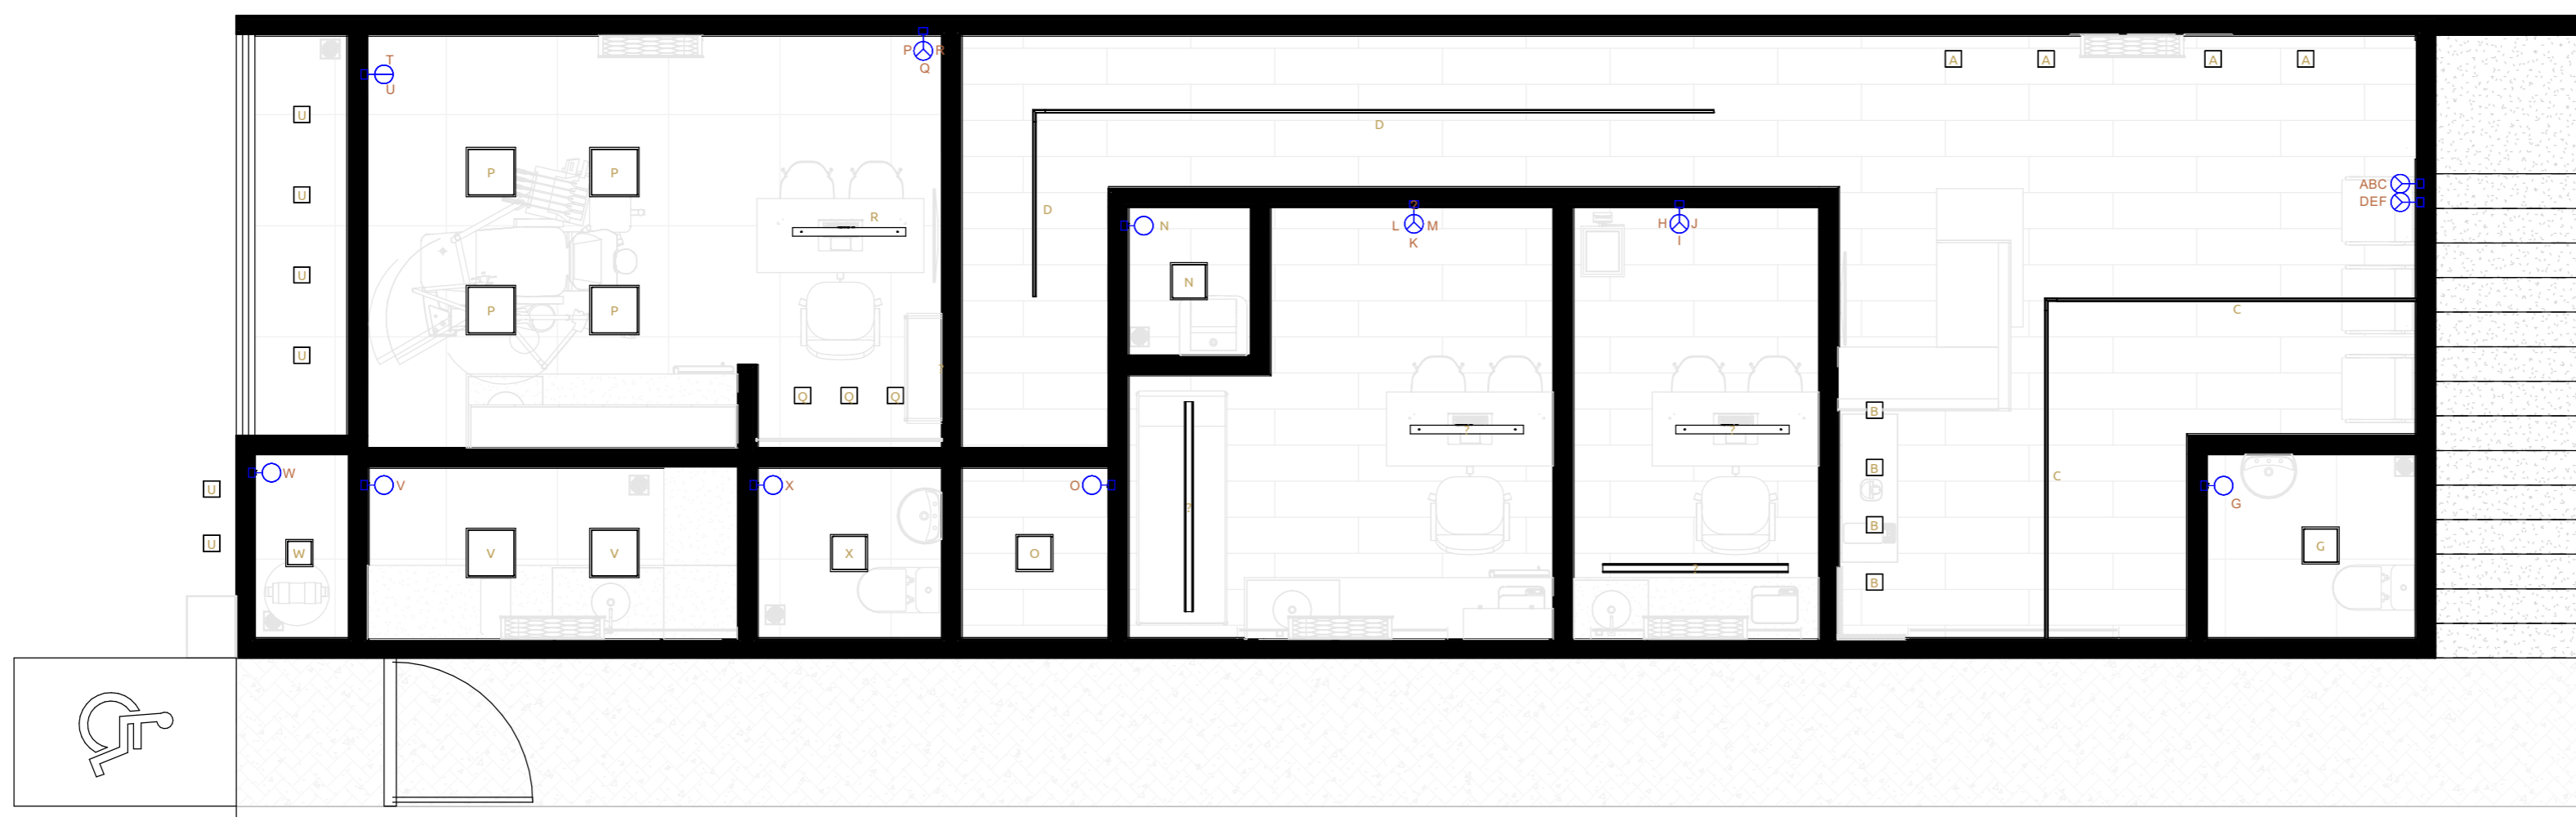 P R
Q
T
U
A A A A
U
D
P P
ABC
U
DEF
D
R
?
N
L M
H J
K
I
U
N
P P
C
U
?
Q Q Q
B
? ?
B
W
C
V
X
O
U
G
?
B
U
W
V V
X
O
G
?
B